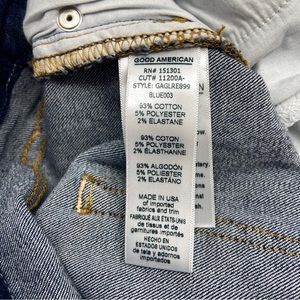 GOOD AMERICAN
RN# 151301
CUT# 11200A-
STYLE: GAGLRE899
BLUE003
93% COTTON
5% POLYESTER
2% ELASTANE
93% COTON
5% POLYESTER
2% ÉLASTHANNE
93% ALGODÓN
5% POLIÉSTER
2% ELASTÁNO
MADE IN USA
of imported
fabrics and trim
FABRIQUÉ AUX ÉTATS-UNIS
de tissus et de
garnitures importés
HECHO EN
ESTADOS UNIDOS
de tela y adornos
importados